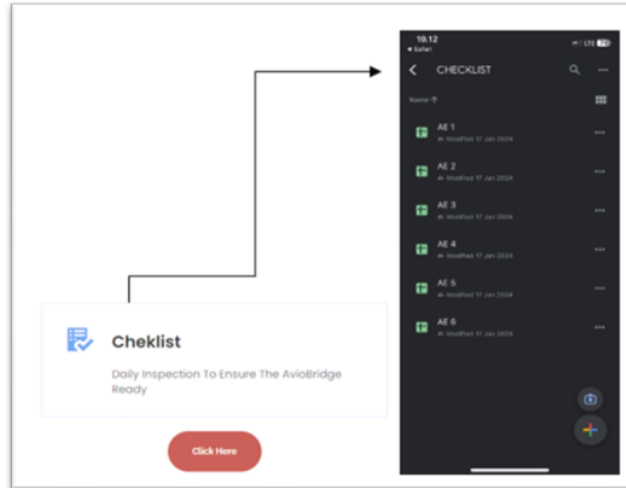 Cheklist
Daily Inspection To Ensure The AvioBridge
Ready
Click Here
19.12
Safari
LTE
CHECKLIST
Name
AE 1
Modified 17 Jan 2024
AE 2
Modified 17 Jan 2024
AE 3
Modified 17 Jan 2024
AE 4
Modified 17 Jan 2024
AE 5
Modified 17 Jan 2024
AE 6
Modified 17 Jan 2024